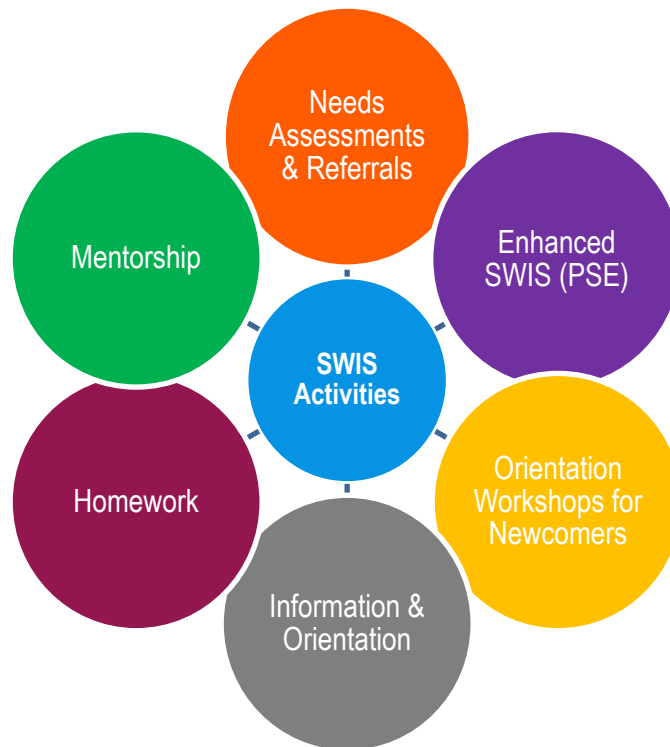 Needs
Assessments
& Referrals
Enhanced
SWIS (PSE)
Orientation
Workshops for
Newcomers
Information &
Orientation
Homework
Mentorship
SWIS
Activities